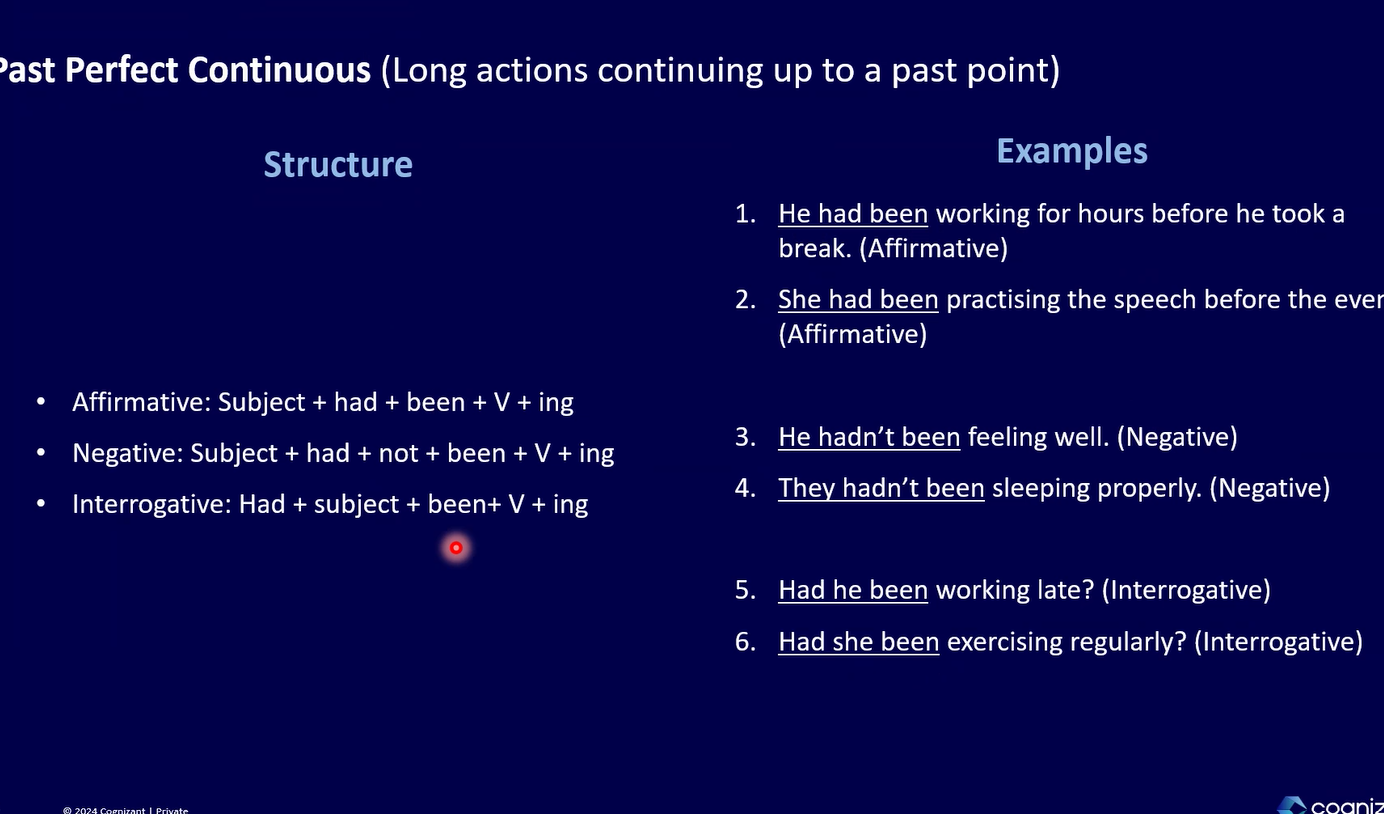 Past Perfect Continuous (Long actions continuing up to a past point)
Structure
• Affirmative: Subject + had + been + V + ing
• Negative: Subject + had + not + been + V + ing
• Interrogative: Had + subject + been+ V + ing
Examples
1. He had been working for hours before he took a
break. (Affirmative)
2. She had been practising the speech before the
(Affirmative)
3. He hadn’t been feeling well. (Negative)
4. They hadn’t been sleeping properly. (Negative)
5. Had he been working late? (Interrogative)
6. Had she been exercising regularly? (Interrogative)
© 2024 Cognizant | Private